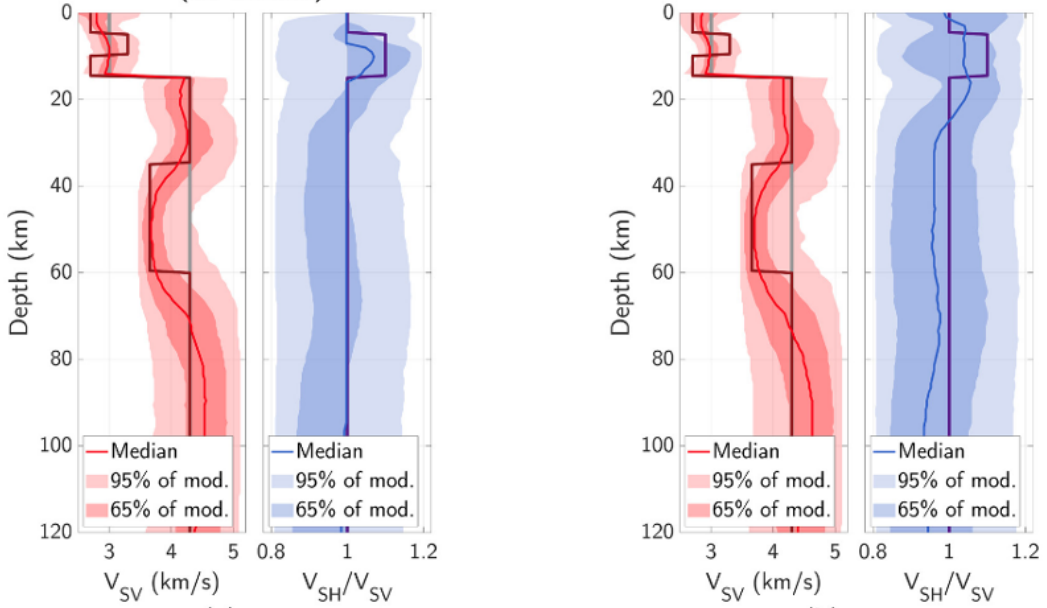 0
20
40
60
80
100
120
Depth (km)
Median
95% of mod.
65% of mod.
3 4 5
V_SV (km/s)
Median
95% of mod.
65% of mod.
0.8 1 1.2
V_SH/V_SV
0
20
40
60
80
100
120
Depth (km)
Median
95% of mod.
65% of mod.
3 4 5
V_SV (km/s)
Median
95% of mod.
65% of mod.
0.8 1 1.2
V_SH/V_SV